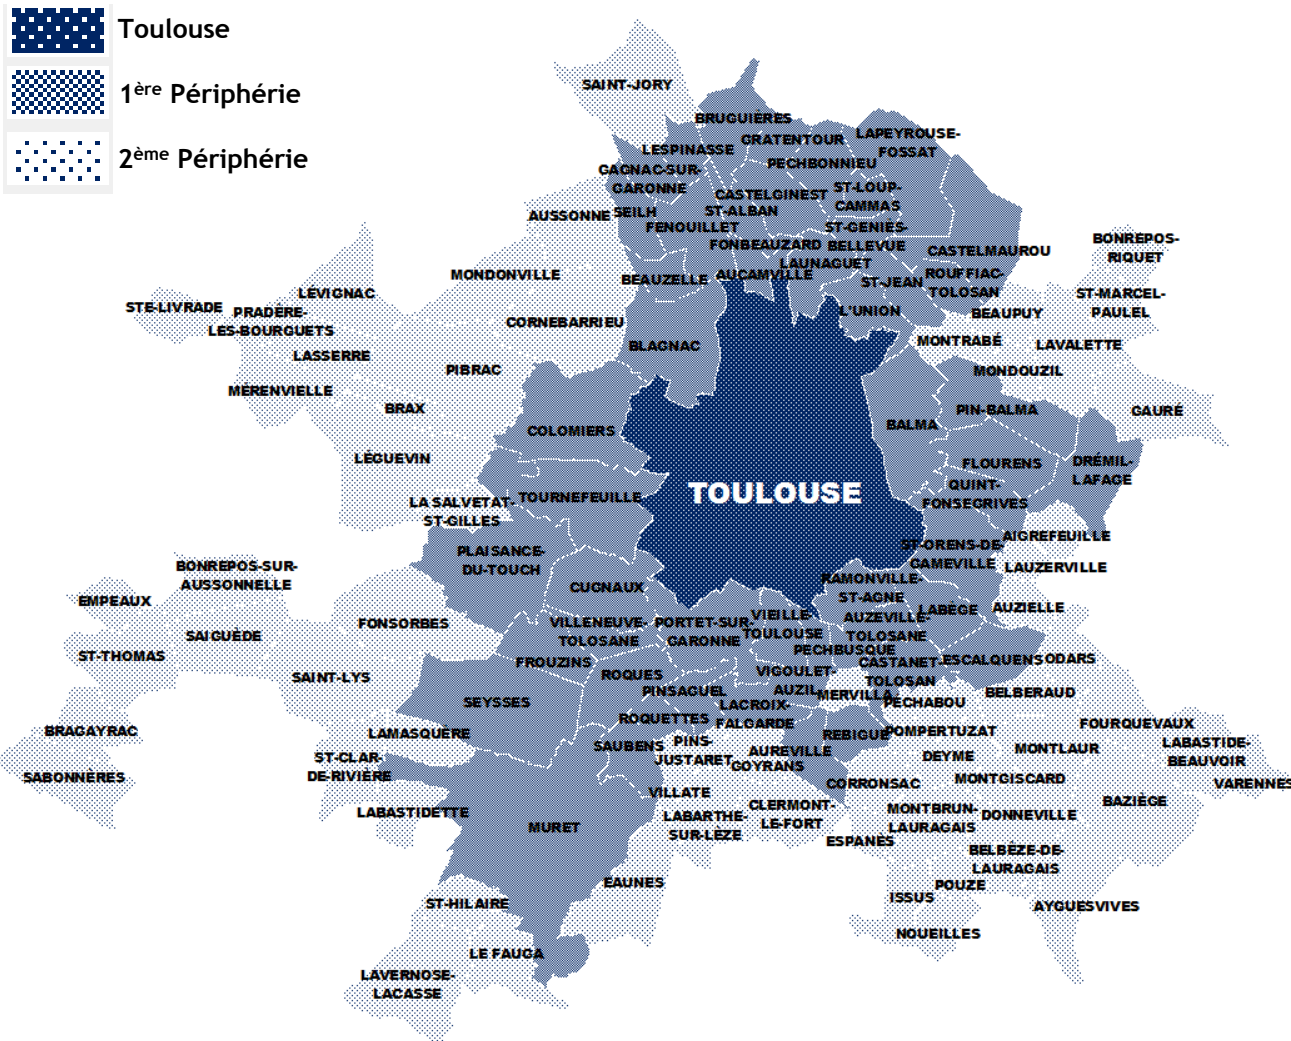 Toulouse
1ère Périphérie
2ème Périphérie
SAINT-JORY
BRUGUIÈRES
GRATENTOUR
LAPEYROUSE-
FOSSAT
LESPINASSE
PECHBONNIEU
GAGNAC-SUR-
GARONNE
CASTELGINEST
ST-LOUP-
CAMMAS
AUSSONNE
SEILH
ST-ALBAN
FENOUILLET
ST-GENIÈS-
BELLEVUE
FONBEAUZARD
CASTELMAUROU
BONREPOS-
RIQUET
LAUNAGUET
MONDONVILLE
BEAUZELLE
AUCAMVILLE
ST-JEAN
ROUFFIAC-
TOLOSAN
LÉVIGNAC
STE-LIVRADE
PRADÈRE-
LES-BOURGUETS
ST-MARCEL-
PAULEL
L'UNION
BEAUPUY
CORNEBARRIEU
BLAGNAC
MONTRABÉ
LAVALETTE
LASSERRE
PIBRAC
MONDOUZIL
MÉRENVIELLE
BRAX
PIN-BALMA
GAURÉ
BALMA
COLOMIERS
LÉGUEVIN
FLOURENS
DRÉMIL-
LAFAGE
TOULOUSE
QUINT-
FONSEGRIVES
LA SALVETAT-
ST-GILLES
TOURNEFEUILLE
AIGREFEUILLE
ST-ORENS-DE-
GAMEVILLE
PLAISANCE-
DU-TOUCH
LAUZERVILLE
BONREPOS-SUR-
AUSSONNELLE
CUGNAUX
RAMONVILLE-
ST-AGNE
EMPEAUX
LABÈGE
AUZIELLE
FONSORBES
VILLENEUVE-
TOLOSANE
PORTET-SUR-
GARONNE
VIEILLE-
TOULOUSE
AUZEVILLE-
TOLOSANE
SAIGUÈDE
PECHBUSQUE
ST-THOMAS
FROUZINS
CASTANET-
TOLOSAN
ESCALQUENS
ODARS
SAINT-LYS
ROQUES
VIGOULET-
AUZIL
PINSAGUEL
MERVILLA
BELBERAUD
SEYSSES
LACROIX-
FALGARDE
PECHABOU
ROQUETTES
FOURQUEVAUX
BRAGAYRAC
LAMASQUÈRE
REBIGUE
POMPERTUZAT
SAUBENS
PINS-
JUSTARET
AUREVILLE
MONTLAUR
LABASTIDE-
BEAUVOIR
ST-CLAR-
DE-RIVIÈRE
GOYRANS
DEYME
SABONNÈRES
CORRONSAC
MONTGISCARD
VARENNES
VILLATE
LABASTIDETTE
CLERMONT-
LE-FORT
BAZIÈGE
MURET
LABARTHE-
SUR-LÈZE
MONTBRUN-
LAURAGAIS
DONNEVILLE
ESPANÈS
BELBÈZE-DE-
LAURAGAIS
EAUNES
POUZE
ISSUS
ST-HILAIRE
AYGUESVIVES
NOUEILLES
LE FAUGA
LAVERNOSE-
LACASSE